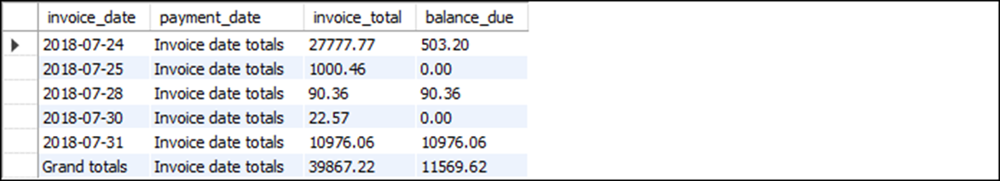 invoice_date payment_date invoice_total balance_due
2018-07-24 Invoice date totals 27777.77 503.20
2018-07-25 Invoice date totals 1000.46 0.00
2018-07-28 Invoice date totals 90.36 90.36
2018-07-30 Invoice date totals 22.57 0.00
2018-07-31 Invoice date totals 10976.06 10976.06
Grand totals Invoice date totals 39867.22 11569.62